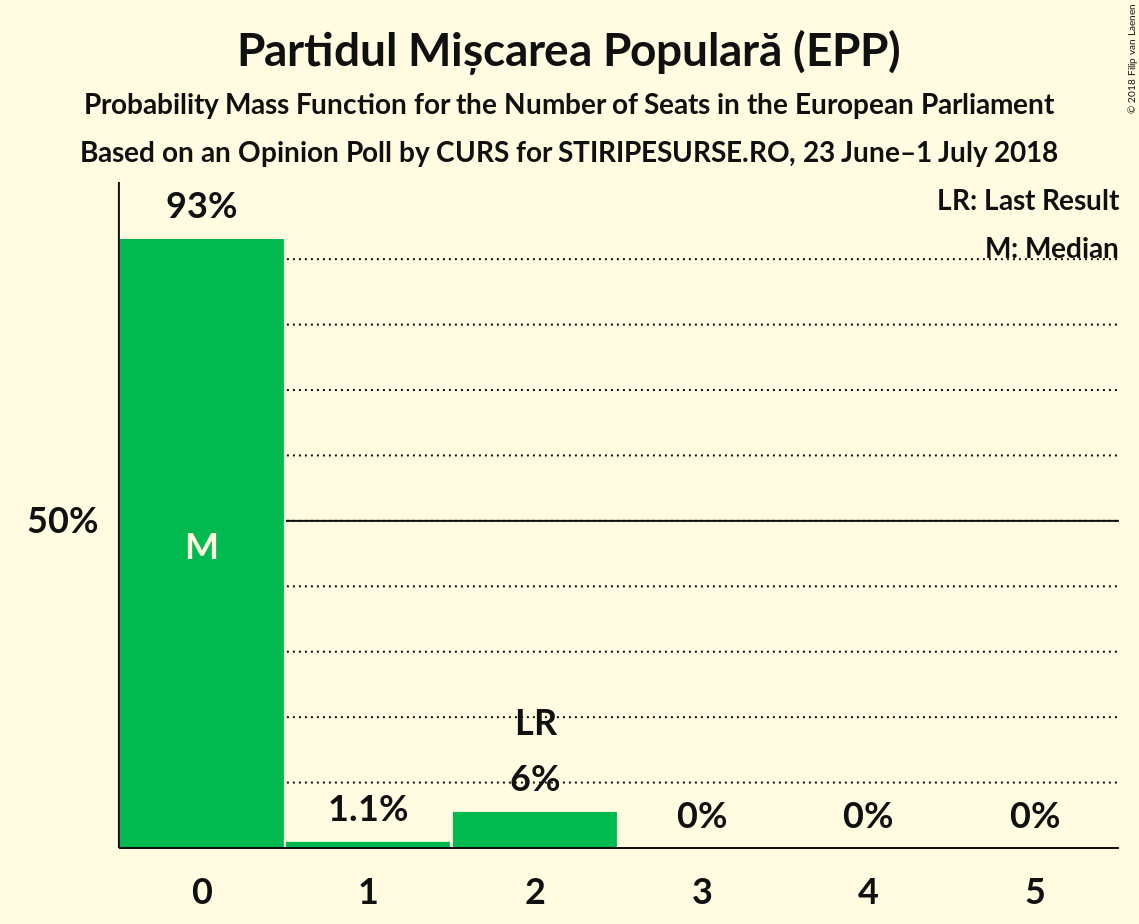 Partidul Mișcarea Populară (EPP)
Probability Mass Function for the Number of Seats in the European Parliament
Based on an Opinion Poll by CURS for STIRIPESURSE.RO, 23 June–1 July 2018
© 2018 Filip van Laenen
LR: Last Result
M: Median
93%
50%
M
LR
6%
1.1%
0%
0%
0%
0
1
2
3
4
5